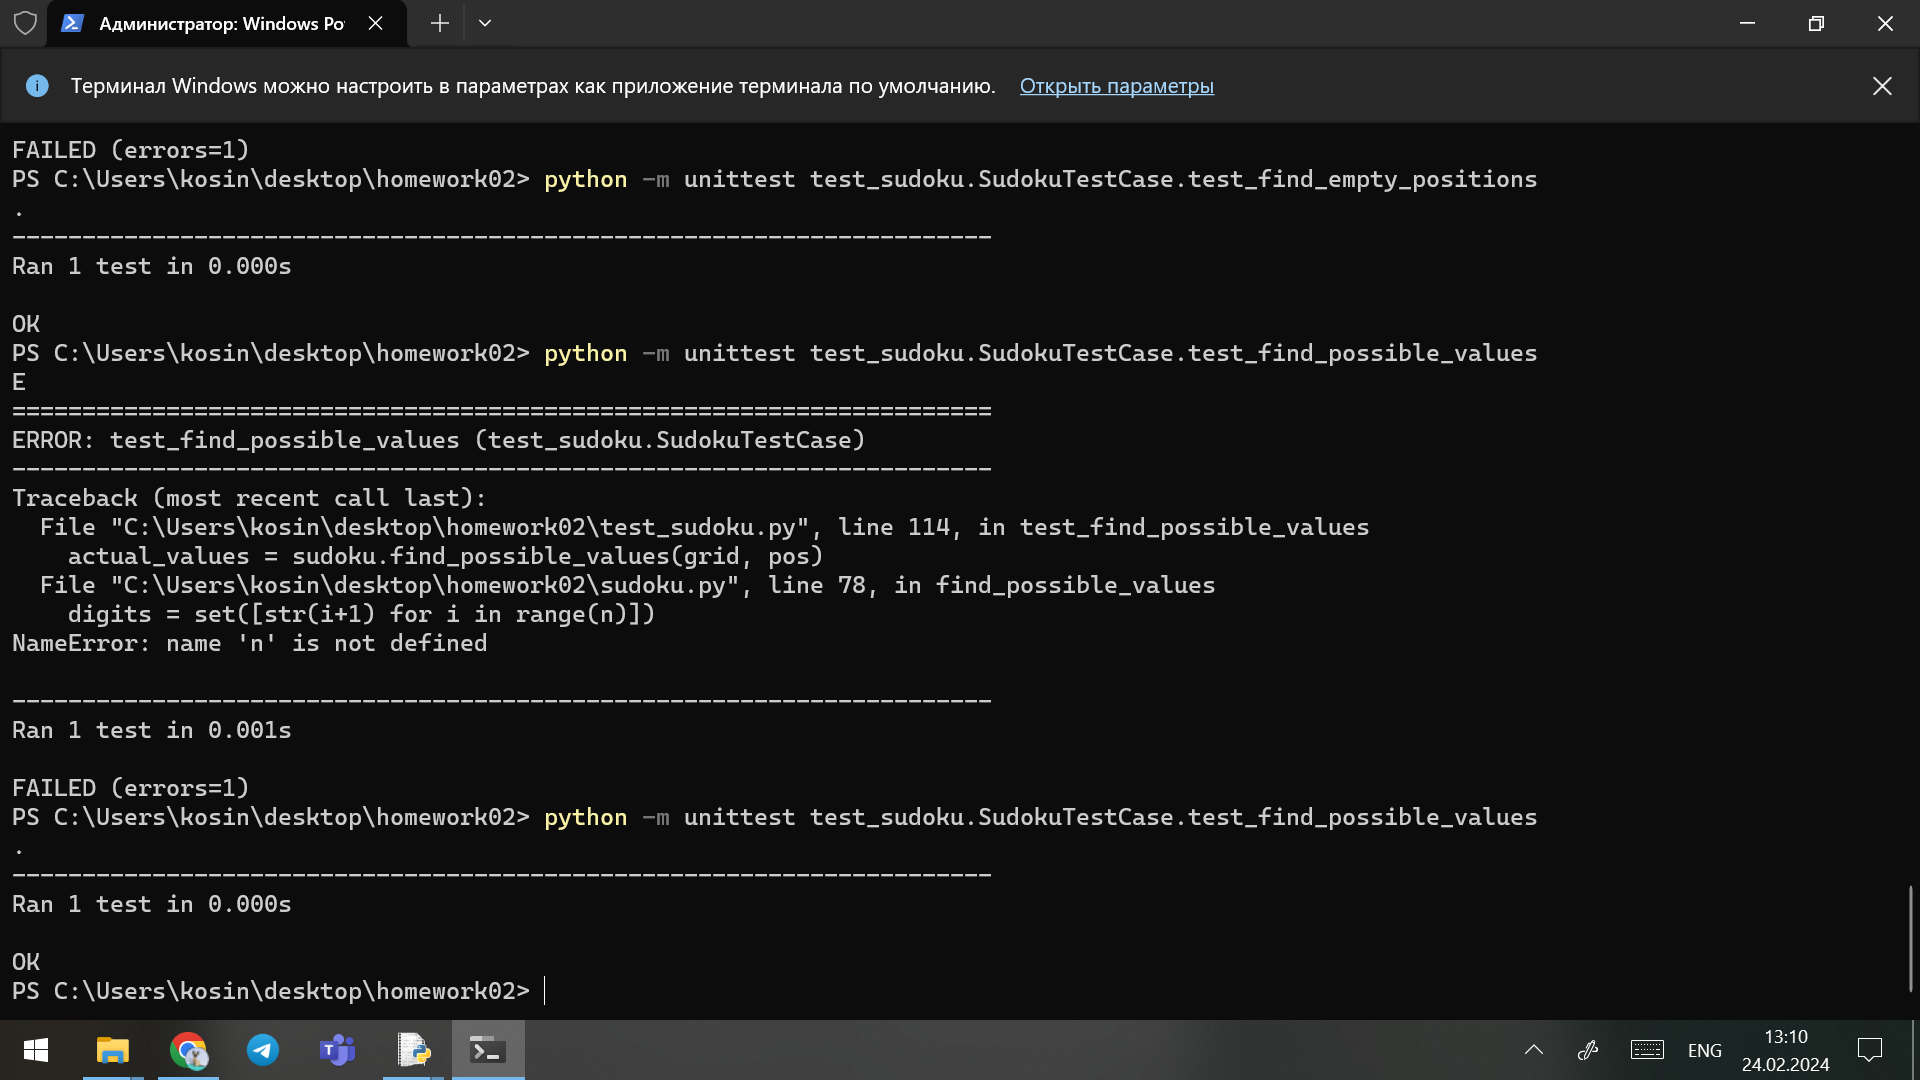 Администратор: Windows Po
Терминал Windows можно настроить в параметрах как приложение терминала по умолчанию. Открыть параметры
FAILED (errors=1)
PS C:\Users\kosin\desktop\homework02> python -m unittest test_sudoku.SudokuTestCase.test_find_empty_positions
.
----------------------------------------------------------------------
Ran 1 test in 0.000s
OK
PS C:\Users\kosin\desktop\homework02> python -m unittest test_sudoku.SudokuTestCase.test_find_possible_values
E
======================================================================
ERROR: test_find_possible_values (test_sudoku.SudokuTestCase)
----------------------------------------------------------------------
Traceback (most recent call last):
  File "C:\Users\kosin\desktop\homework02\test_sudoku.py", line 114, in test_find_possible_values
    actual_values = sudoku.find_possible_values(grid, pos)
  File "C:\Users\kosin\desktop\homework02\sudoku.py", line 78, in find_possible_values
    digits = set([str(i+1) for i in range(n)])
NameError: name 'n' is not defined
----------------------------------------------------------------------
Ran 1 test in 0.001s
FAILED (errors=1)
PS C:\Users\kosin\desktop\homework02> python -m unittest test_sudoku.SudokuTestCase.test_find_possible_values
.
----------------------------------------------------------------------
Ran 1 test in 0.000s
OK
PS C:\Users\kosin\desktop\homework02>
ENG
13:10
24.02.2024